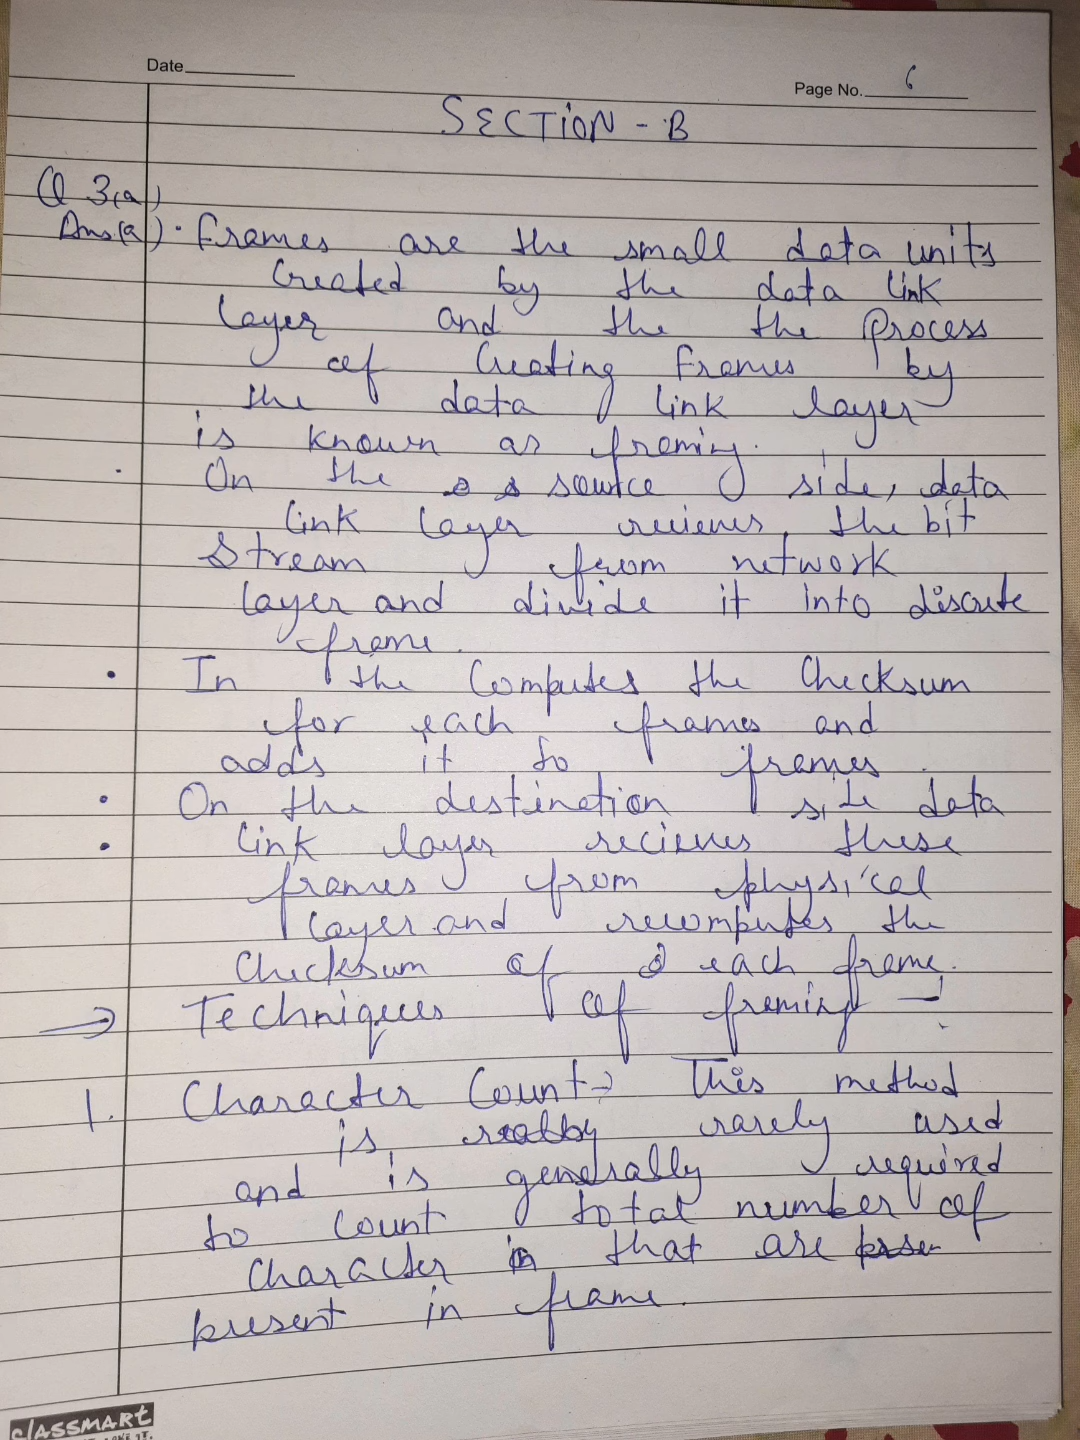 Date
Page No. 6
SECTION - B
Q 3(a)
Ans(a) · Frames are the small data units
Created by the data link
layer and the the process
of Creating frames by
the data link layer
is known as framing.
· On the source side, data
link layer recieves the bit
Stream from network
layer and divide it into discrete
frame.
· In the Computes the Checksum
for each frames and
adds it to frames.
· On the destination site data
· link layer recieves these
frames from physical
layer and recomputes the
Checksum of each frame.
→ Techniques of framing -:
1. Character Count → This method
is really rarely used
and is generally required
to count total number of
Character in that are prese
present in frame.
classmart